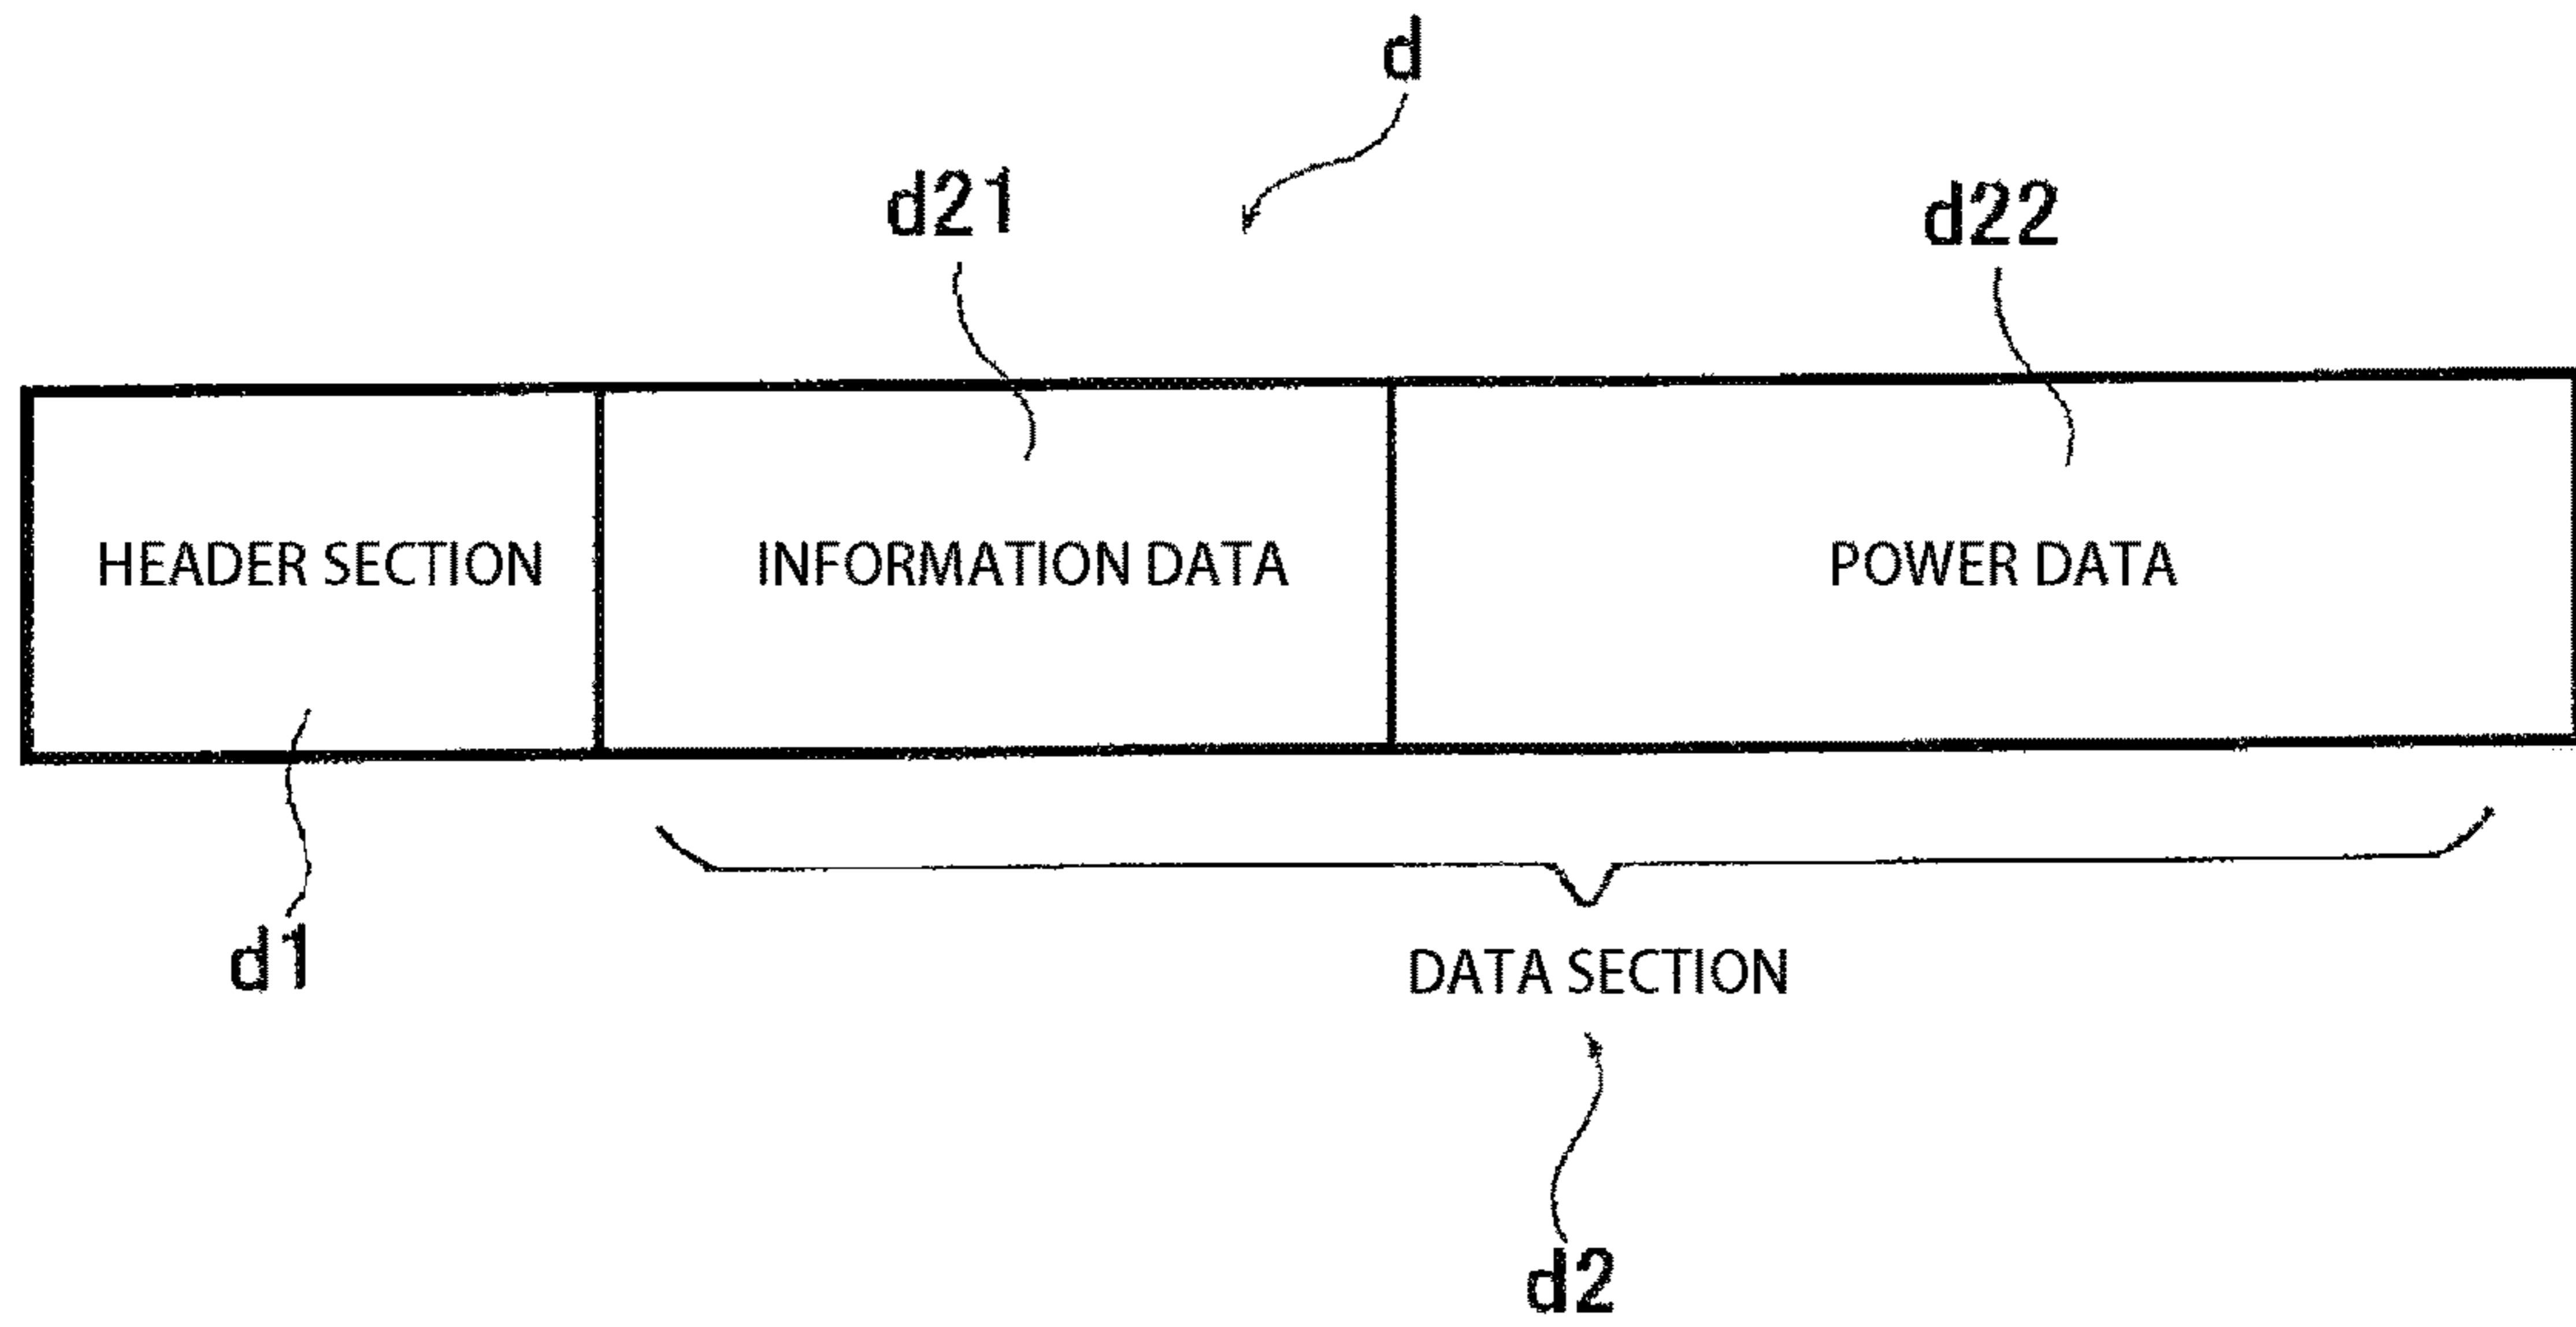 d
d21
d22
HEADER SECTION
INFORMATION DATA
POWER DATA
d1
DATA SECTION
d2